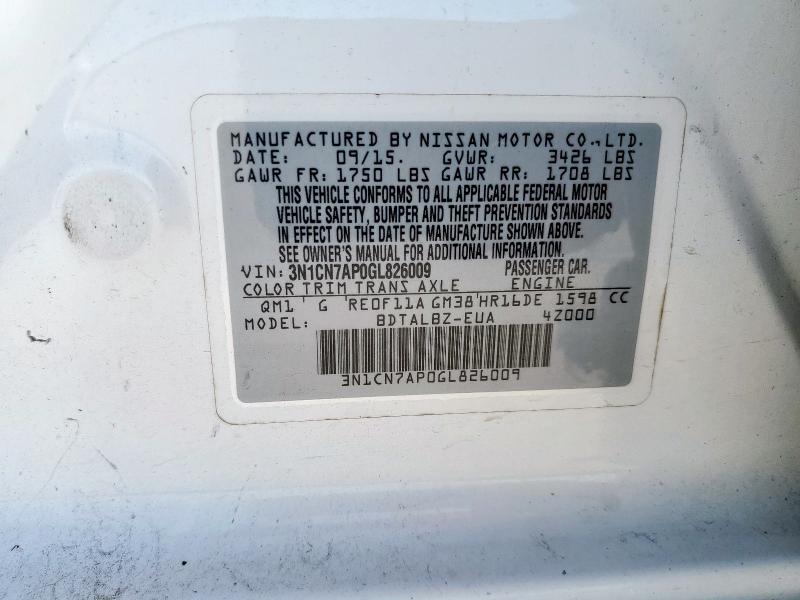 MANUFACTURED BY NISSAN MOTOR CO.,LTD.
DATE: 09/15. GVWR: 3426 LBS
GAWR FR: 1750 LBS GAWR RR: 1708 LBS
THIS VEHICLE CONFORMS TO ALL APPLICABLE FEDERAL MOTOR
VEHICLE SAFETY, BUMPER AND THEFT PREVENTION STANDARDS
IN EFFECT ON THE DATE OF MANUFACTURE SHOWN ABOVE.
SEE OWNER'S MANUAL FOR ADDITIONAL INFORMATION.
VIN: 3N1CN7AP0GL826009 PASSENGER CAR.
COLOR TRIM TRANS AXLE ENGINE
QM1 ' G 'RE0F11A GM38'HR16DE 1598 CC
MODEL: BDTALBZ-EUA 4Z000
3N1CN7AP0GL826009